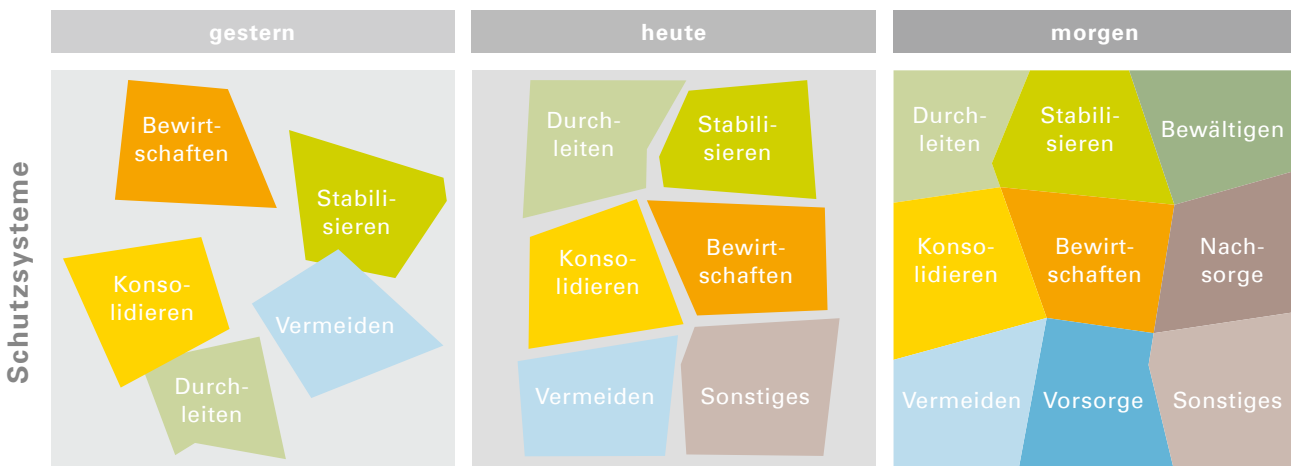 gestern
heute
morgen
Schutzsysteme
Bewirt-
schaften
Stabili-
sieren
Konso-
lidieren
Vermeiden
Durch-
leiten
Durch-
leiten
Stabili-
sieren
Konso-
lidieren
Bewirt-
schaften
Vermeiden
Sonstiges
Durch-
leiten
Stabili-
sieren
Bewältigen
Konso-
lidieren
Bewirt-
schaften
Nach-
sorge
Vermeiden
Vorsorge
Sonstiges